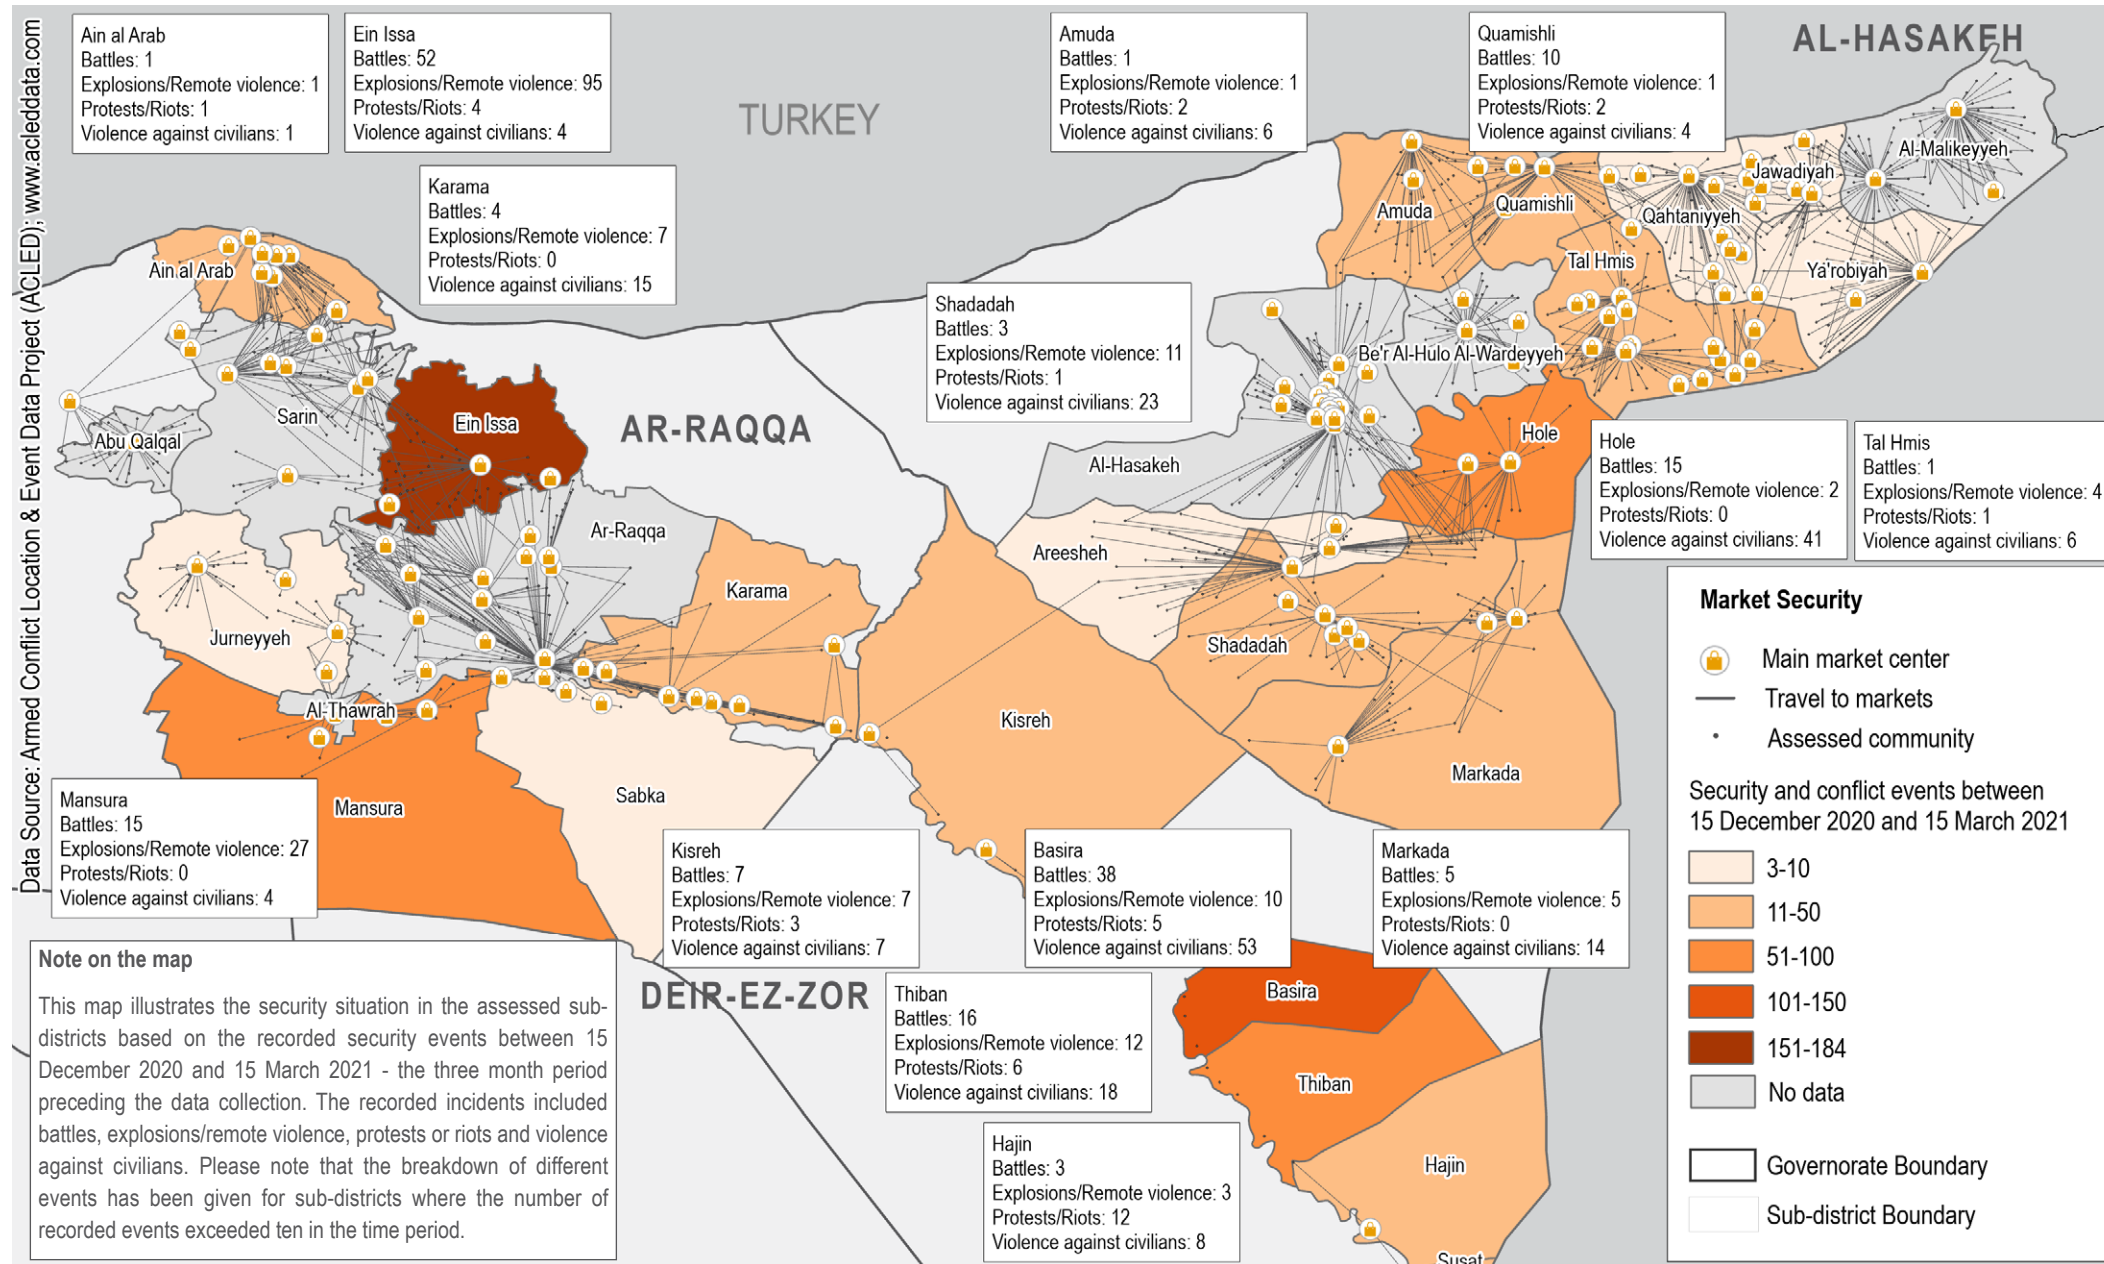 Data Source: Armed Conflict Location & Event Data Project (ACLED); www.acleddata.com
Ain al Arab
Battles: 1
Explosions/Remote violence: 1
Protests/Riots: 1
Violence against civilians: 1
Ein Issa
Battles: 52
Explosions/Remote violence: 95
Protests/Riots: 4
Violence against civilians: 4
Karama
Battles: 4
Explosions/Remote violence: 7
Protests/Riots: 0
Violence against civilians: 15
TURKEY
Amuda
Battles: 1
Explosions/Remote violence: 1
Protests/Riots: 2
Violence against civilians: 6
Quamishli
Battles: 10
Explosions/Remote violence: 1
Protests/Riots: 2
Violence against civilians: 4
AL-HASAKEH
Al-Malikeyyeh
Jawadiyah
Amuda
Quamishli
Qahtaniyyeh
Tal Hmis
Ya'robiyah
Ain al Arab
Shadadah
Battles: 3
Explosions/Remote violence: 11
Protests/Riots: 1
Violence against civilians: 23
Be'r Al-Hulo Al-Wardeyyeh
Sarin
Ein Issa
AR-RAQQA
Abu Qalqal
Al-Hasakeh
Hole
Hole
Battles: 15
Explosions/Remote violence: 2
Protests/Riots: 0
Violence against civilians: 41
Tal Hmis
Battles: 1
Explosions/Remote violence: 4
Protests/Riots: 1
Violence against civilians: 6
Ar-Raqqa
Areesheh
Karama
Jurneyyeh
Shadadah
Al-Thawrah
Kisreh
Markada
Sabka
Mansura
Mansura
Battles: 15
Explosions/Remote violence: 27
Protests/Riots: 0
Violence against civilians: 4
Kisreh
Battles: 7
Explosions/Remote violence: 7
Protests/Riots: 3
Violence against civilians: 7
Basira
Battles: 38
Explosions/Remote violence: 10
Protests/Riots: 5
Violence against civilians: 53
Markada
Battles: 5
Explosions/Remote violence: 5
Protests/Riots: 0
Violence against civilians: 14
DEIR-EZ-ZOR
Thiban
Battles: 16
Explosions/Remote violence: 12
Protests/Riots: 6
Violence against civilians: 18
Basira
Thiban
Hajin
Battles: 3
Explosions/Remote violence: 3
Protests/Riots: 12
Violence against civilians: 8
Hajin
Susat
Note on the map
This map illustrates the security situation in the assessed sub-
districts based on the recorded security events between 15
December 2020 and 15 March 2021 - the three month period
preceding the data collection. The recorded incidents included
battles, explosions/remote violence, protests or riots and violence
against civilians. Please note that the breakdown of different
events has been given for sub-districts where the number of
recorded events exceeded ten in the time period.
Market Security
Main market center
Travel to markets
Assessed community
Security and conflict events between
15 December 2020 and 15 March 2021
3-10
11-50
51-100
101-150
151-184
No data
Governorate Boundary
Sub-district Boundary